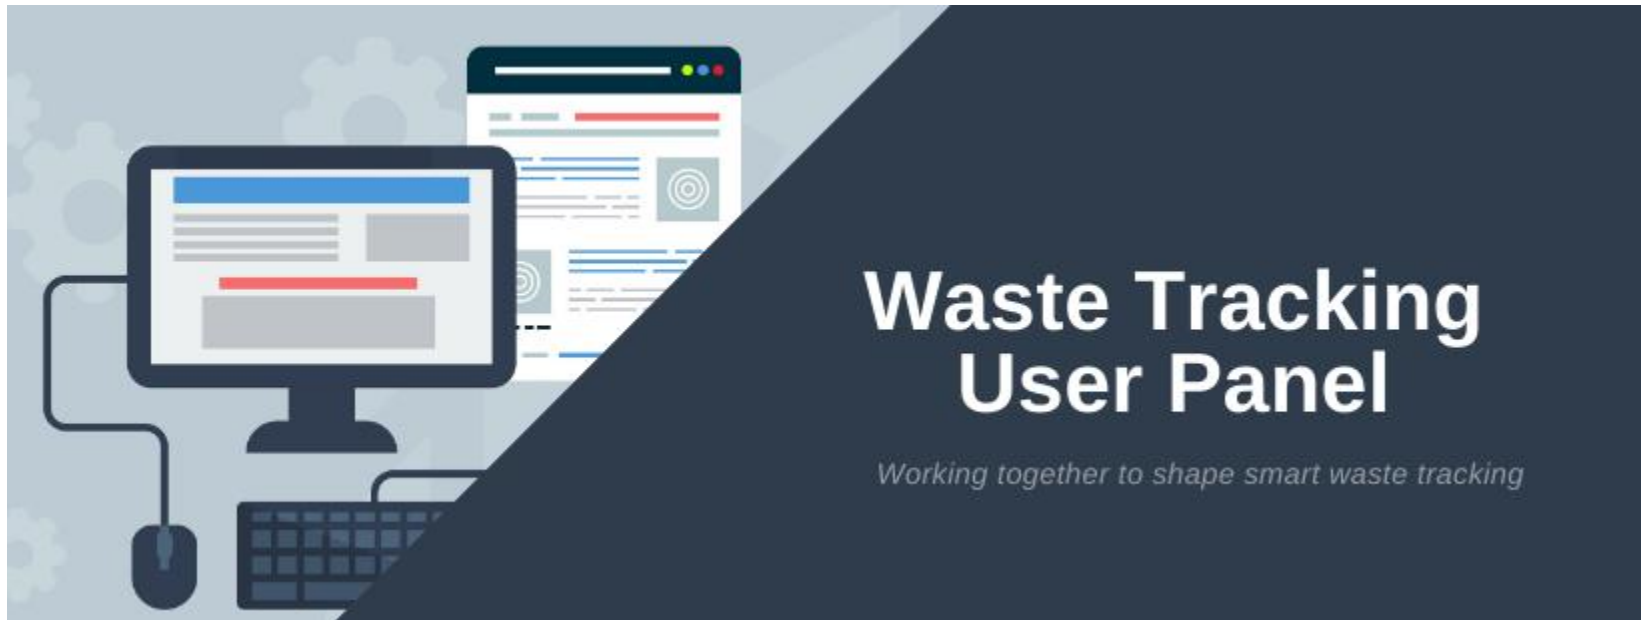 Waste Tracking
User Panel
Working together to shape smart waste tracking